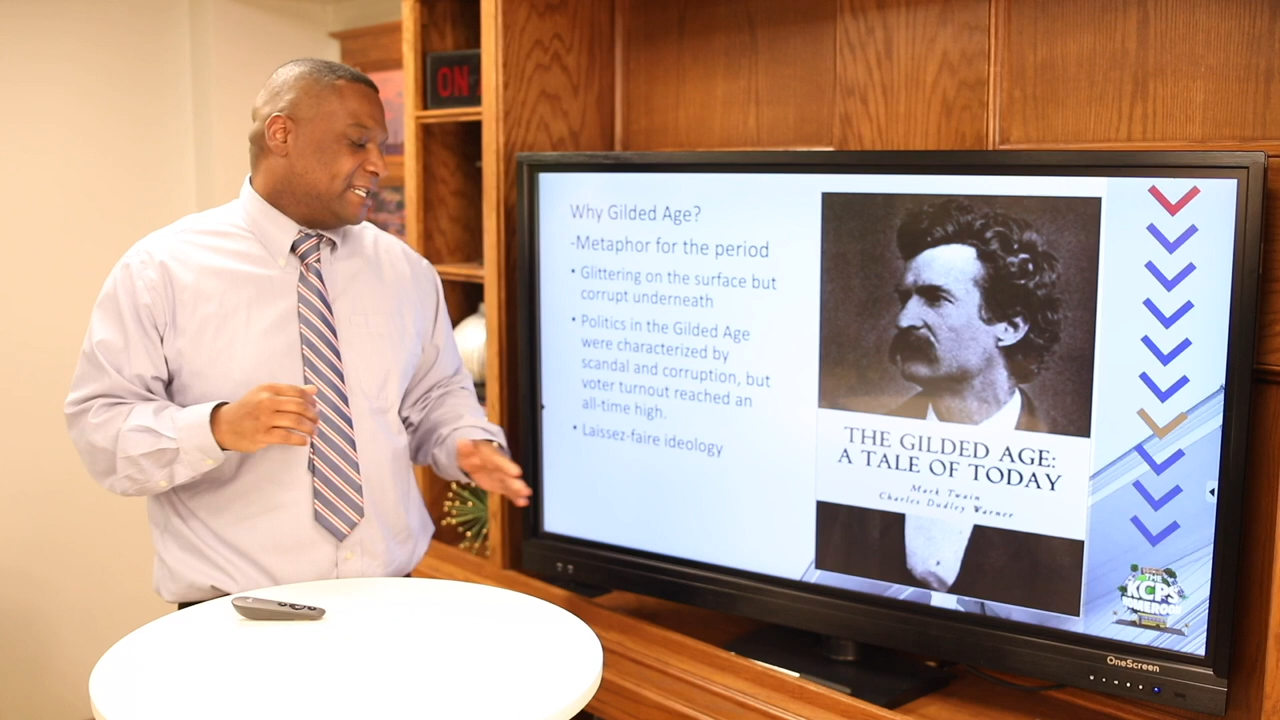 ON
Why Gilded Age?
-Metaphor for the period
• Glittering on the surface but
corrupt underneath
• Politics in the Gilded Age
were characterized by
scandal and corruption, but
voter turnout reached an
all-time high.
• Laissez-faire ideology
THE GILDED AGE:
A TALE OF TODAY
Mark Twain
Charles Dudley Warner
THE
KCPS
OneScreen